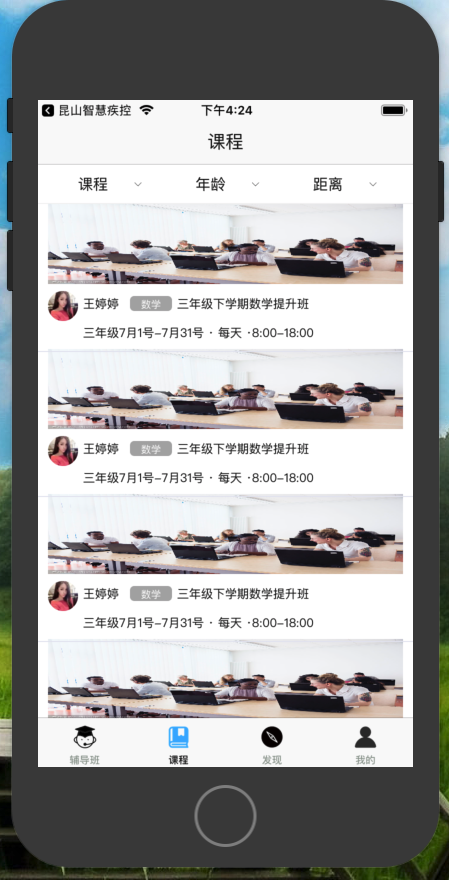 昆山智慧疾控 下午4:24
课程
课程 年龄 距离
王婷婷 数学 三年级下学期数学提升班
三年级7月1号-7月31号 · 每天 ·8:00-18:00
王婷婷 数学 三年级下学期数学提升班
三年级7月1号-7月31号 · 每天 ·8:00-18:00
王婷婷 数学 三年级下学期数学提升班
三年级7月1号-7月31号 · 每天 ·8:00-18:00
辅导班 课程 发现 我的